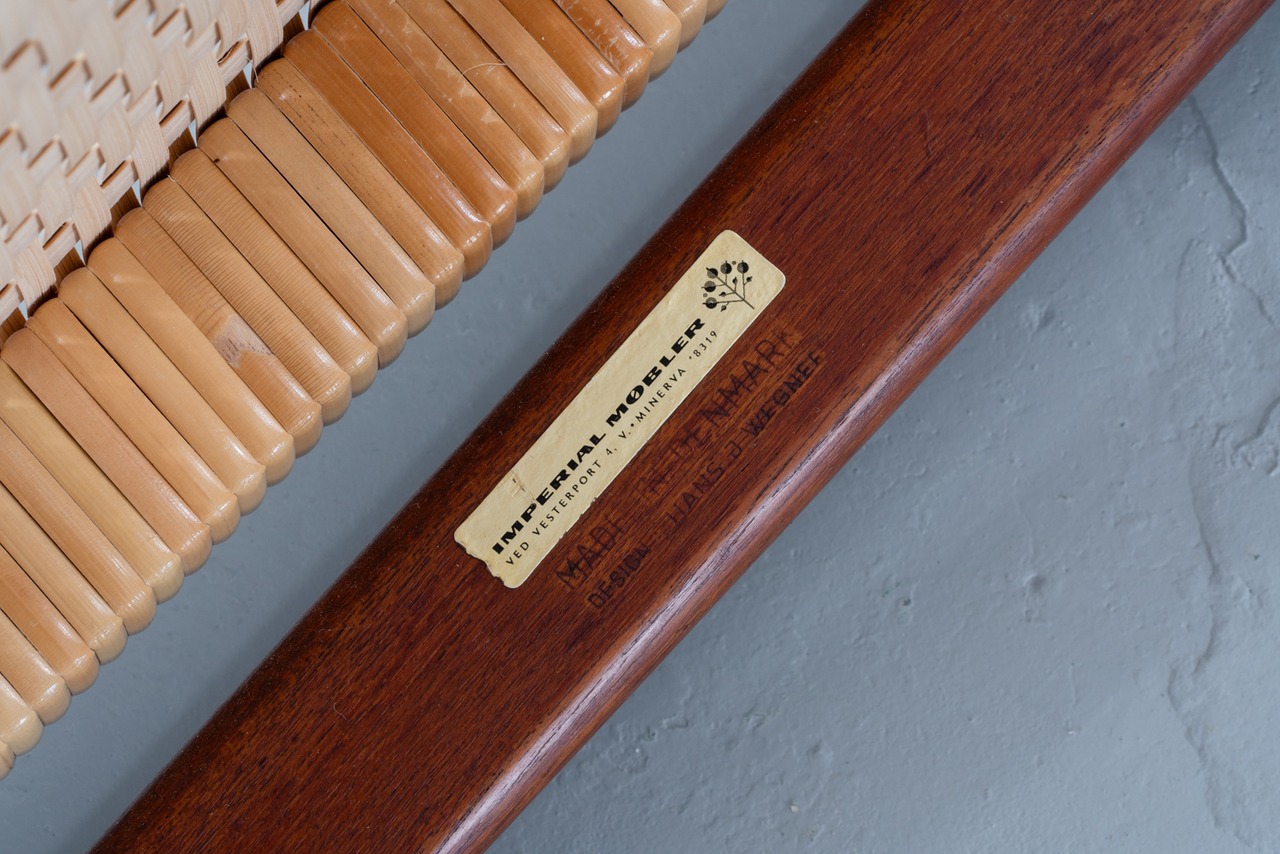 IMPERIAL MØBLER
VED VESTERPORT 4. V. • MINERVA *8319
MADE IN DENMARK
DESIGN HANS J WEGNER